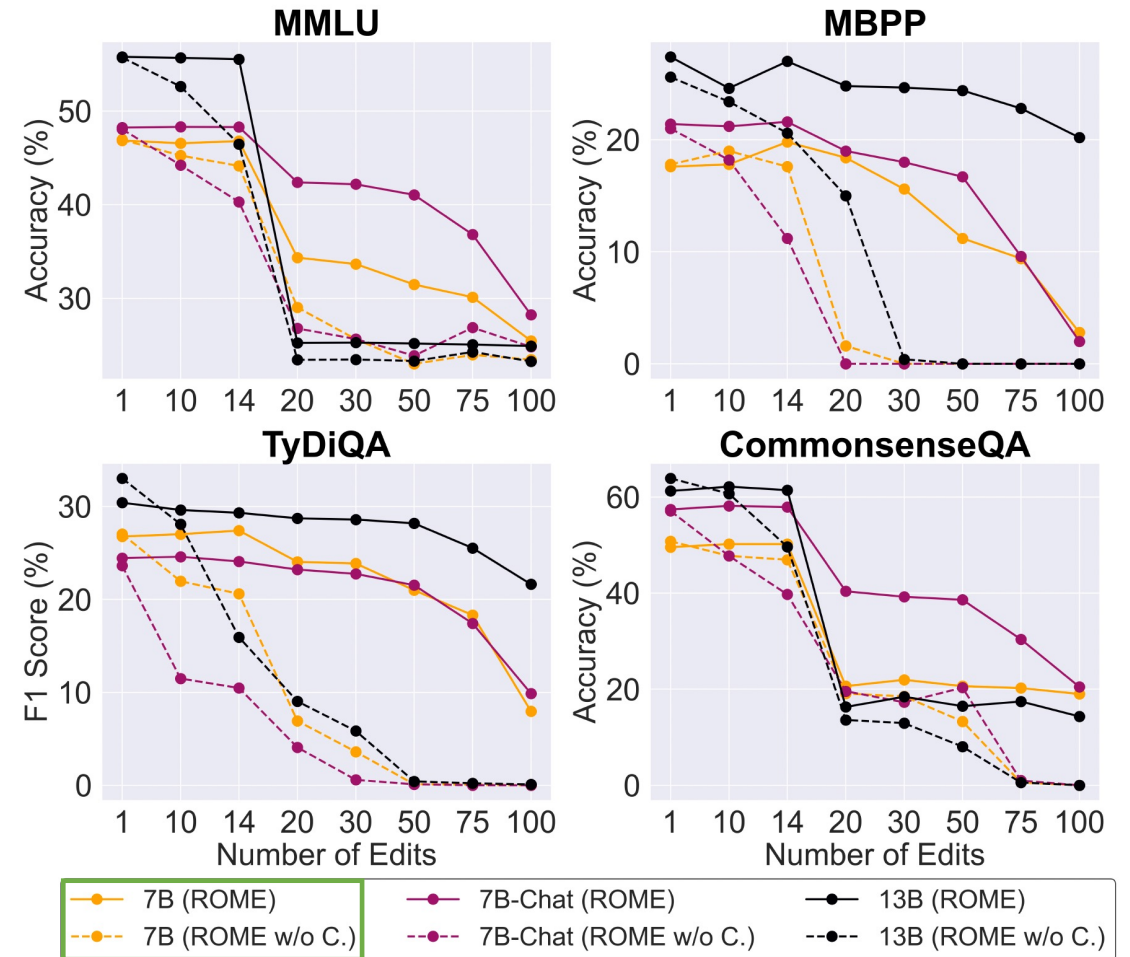 MMLU
MBPP
Accuracy (%)
50
40
30
1 10 14 20 30 50 75 100
Accuracy (%)
20
10
0
1 10 14 20 30 50 75 100
TyDiQA
CommonsenseQA
F1 Score (%)
30
20
10
0
1 10 14 20 30 50 75 100
Number of Edits
Accuracy (%)
60
40
20
0
1 10 14 20 30 50 75 100
Number of Edits
7B (ROME) 7B-Chat (ROME) 13B (ROME)
7B (ROME w/o C.) 7B-Chat (ROME w/o C.) 13B (ROME w/o C.)